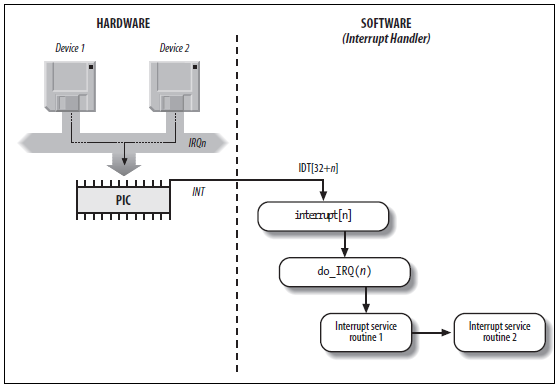 HARDWARE
SOFTWARE
(Interrupt Handler)
Device 1
Device 2
IRQn
IDT[32+n]
PIC
INT
interrupt[n]
do_IRQ(n)
Interrupt service
routine 1
Interrupt service
routine 2